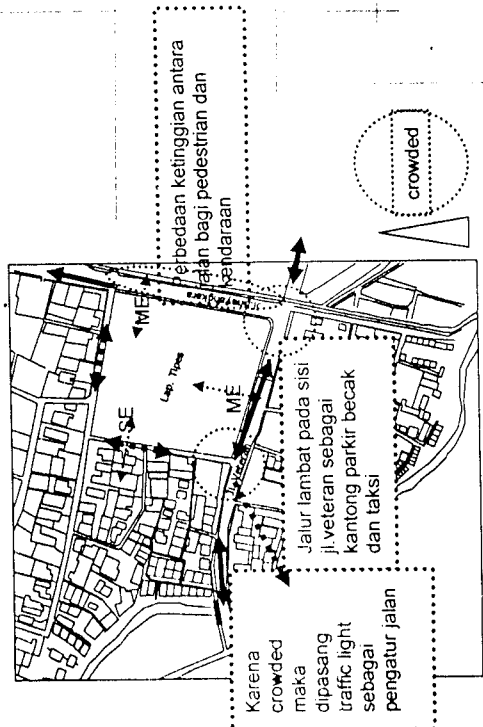 Perbedaan ketinggian antara
jalan bagi pedestrian dan
kendaraan
crowded
ME
SE
Lap. Tipes
ME
Jalur lambat pada sisi
jl.veteran sebagai
kantong parkir becak
dan taksi
Karena
crowded
maka
dipasang
traffic light
sebagai
pengatur jalan